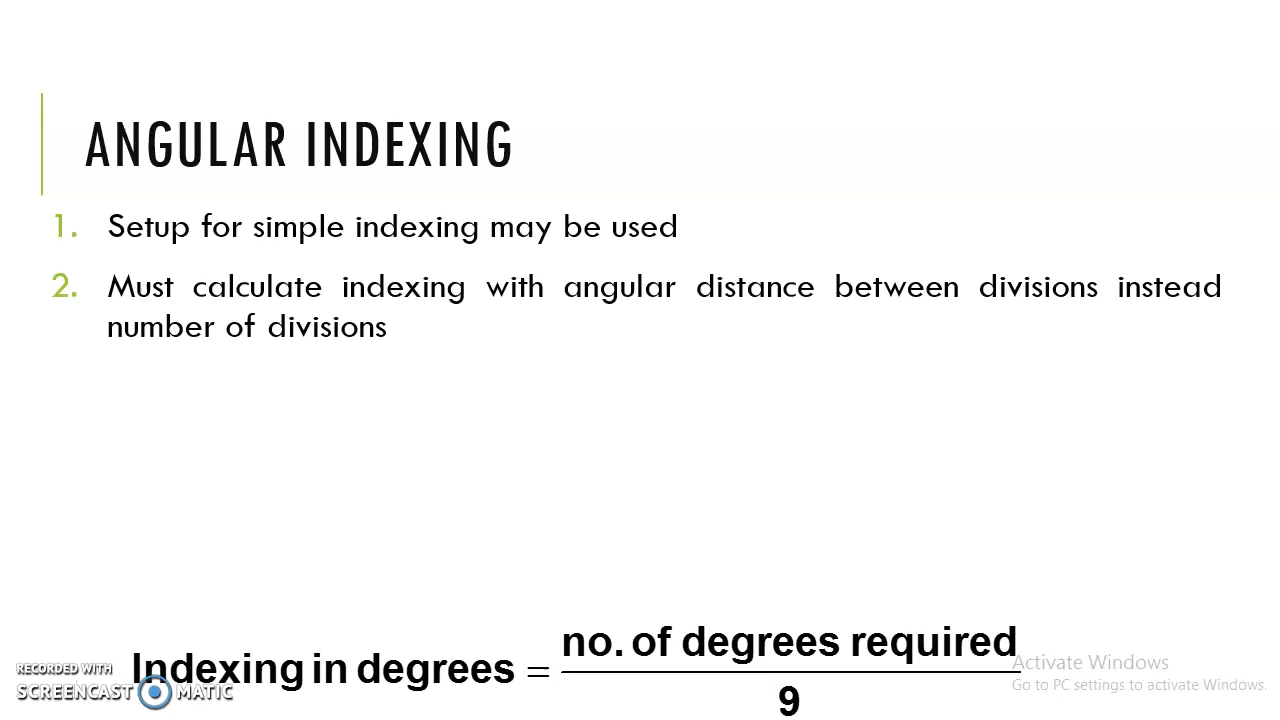 ANGULAR INDEXING
1. Setup for simple indexing may be used
2. Must calculate indexing with angular distance between divisions instead
number of divisions
Indexing in degrees = no. of degrees required
9
RECORDED WITH
SCREENCAST MATIC
Activate Windows
Go to PC settings to activate Windows.